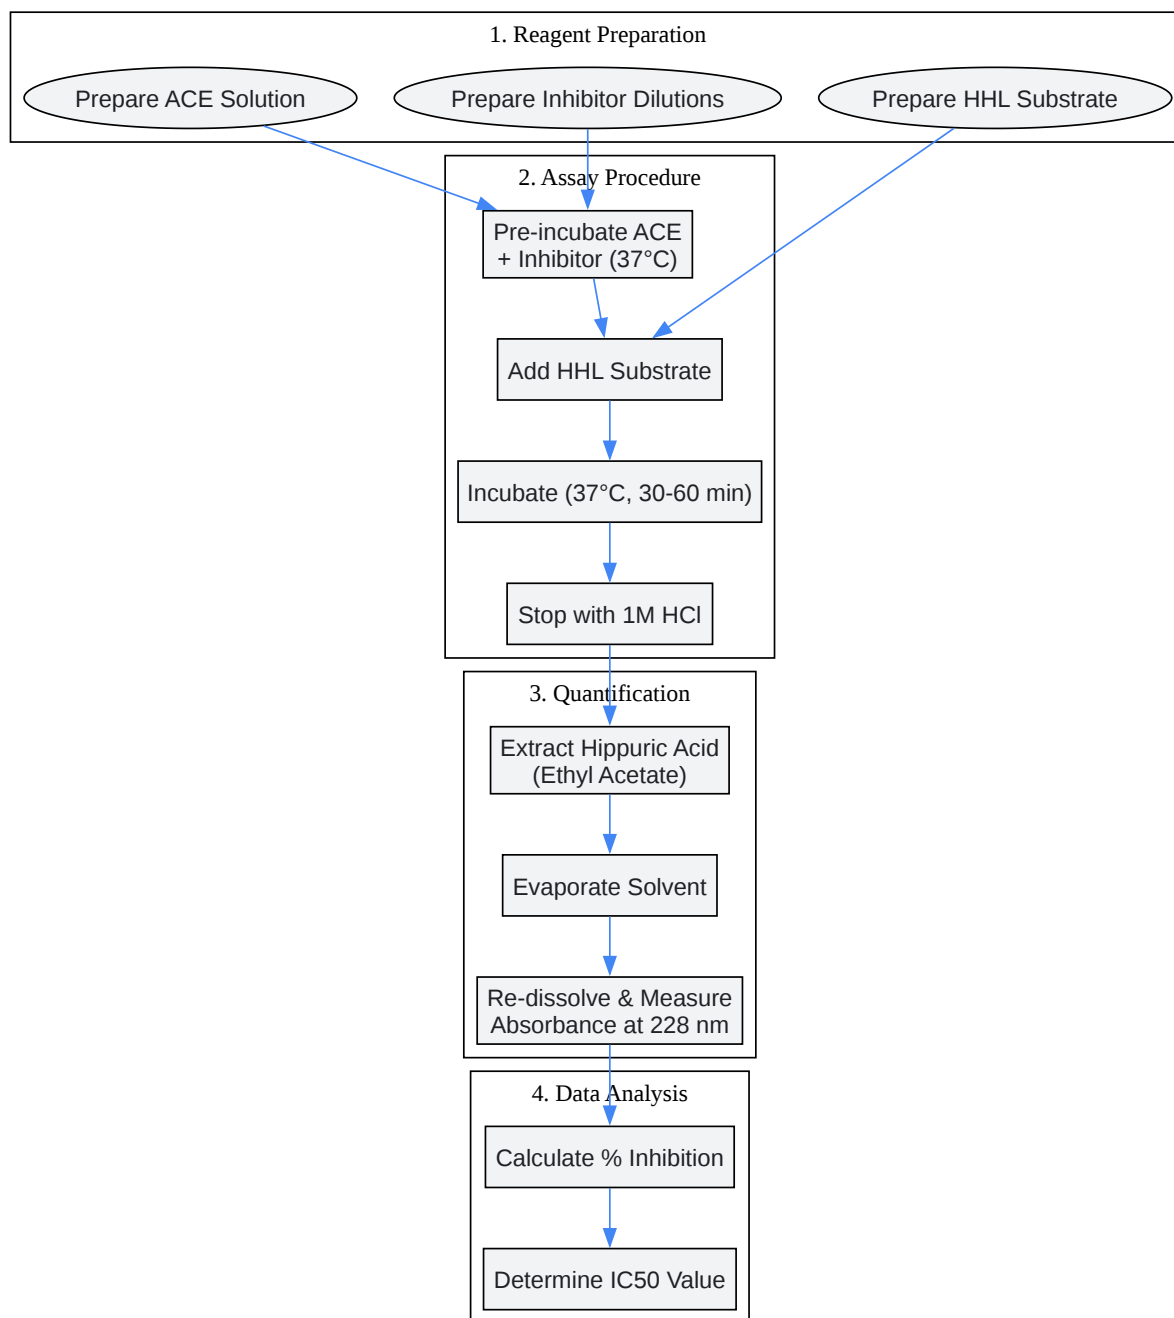 1. Reagent Preparation
Prepare ACE Solution
Prepare Inhibitor Dilutions
Prepare HHL Substrate
2. Assay Procedure
Pre-incubate ACE
+ Inhibitor (37°C)
Add HHL Substrate
Incubate (37°C, 30-60 min)
Stop with 1M HCl
3. Quantification
Extract Hippuric Acid
(Ethyl Acetate)
Evaporate Solvent
Re-dissolve & Measure
Absorbance at 228 nm
4. Data Analysis
Calculate % Inhibition
Determine IC50 Value